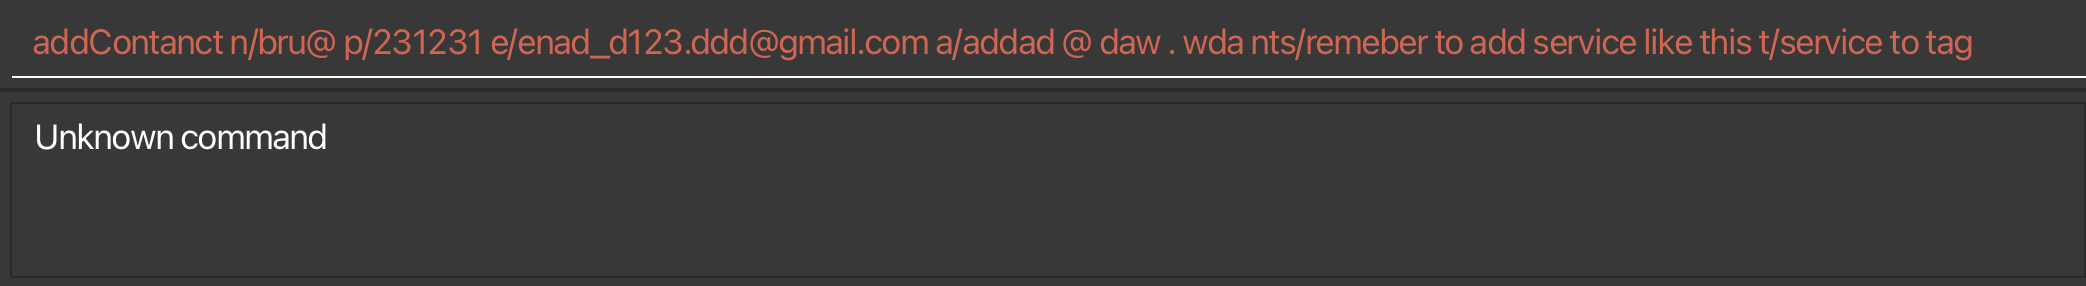 addContanct n/bru@ p/231231 e/enad_d123.ddd@gmail.com a/addad @ daw . wda nts/remeber to add service like this t/service to tag
Unknown command